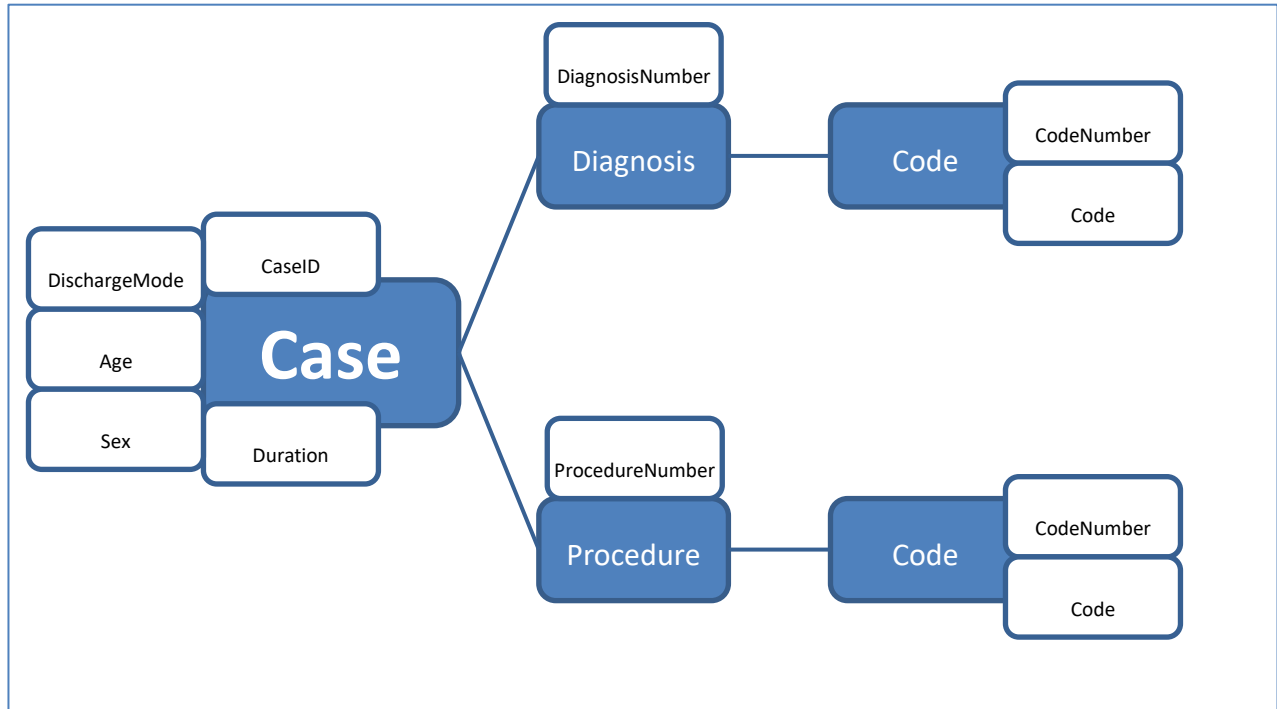 DiagnosisNumber
Diagnosis
Code
CodeNumber
Code
DischargeMode
CaseID
Age
Case
Sex
Duration
ProcedureNumber
Procedure
Code
CodeNumber
Code